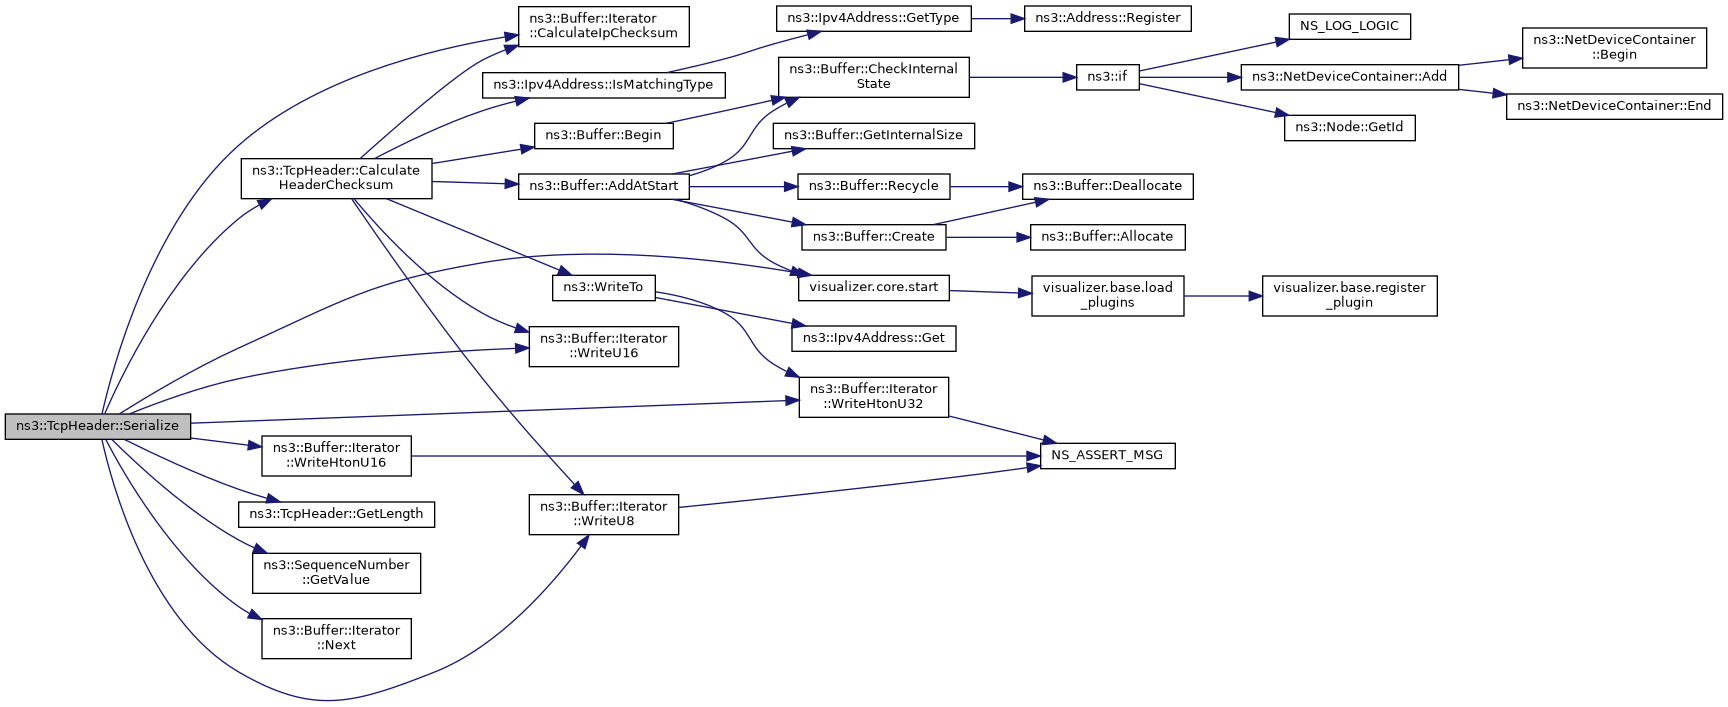 ns3::TcpHeader::Serialize
ns3::Buffer::Iterator
::CalculateIpChecksum
ns3::TcpHeader::Calculate
HeaderChecksum
ns3::Ipv4Address::IsMatchingType
ns3::Ipv4Address::GetType
ns3::Address::Register
ns3::Buffer::Begin
ns3::Buffer::CheckInternal
State
ns3::if
NS_LOG_LOGIC
ns3::NetDeviceContainer::Add
ns3::NetDeviceContainer
::Begin
ns3::NetDeviceContainer::End
ns3::Node::GetId
ns3::Buffer::AddAtStart
ns3::Buffer::GetInternalSize
ns3::Buffer::Recycle
ns3::Buffer::Deallocate
ns3::Buffer::Create
ns3::Buffer::Allocate
visualizer.core.start
visualizer.base.load
_plugins
visualizer.base.register
_plugin
ns3::WriteTo
ns3::Ipv4Address::Get
ns3::Buffer::Iterator
::WriteHtonU32
NS_ASSERT_MSG
ns3::Buffer::Iterator
::WriteU16
ns3::Buffer::Iterator
::WriteU8
ns3::Buffer::Iterator
::WriteHtonU16
ns3::TcpHeader::GetLength
ns3::SequenceNumber
::GetValue
ns3::Buffer::Iterator
::Next